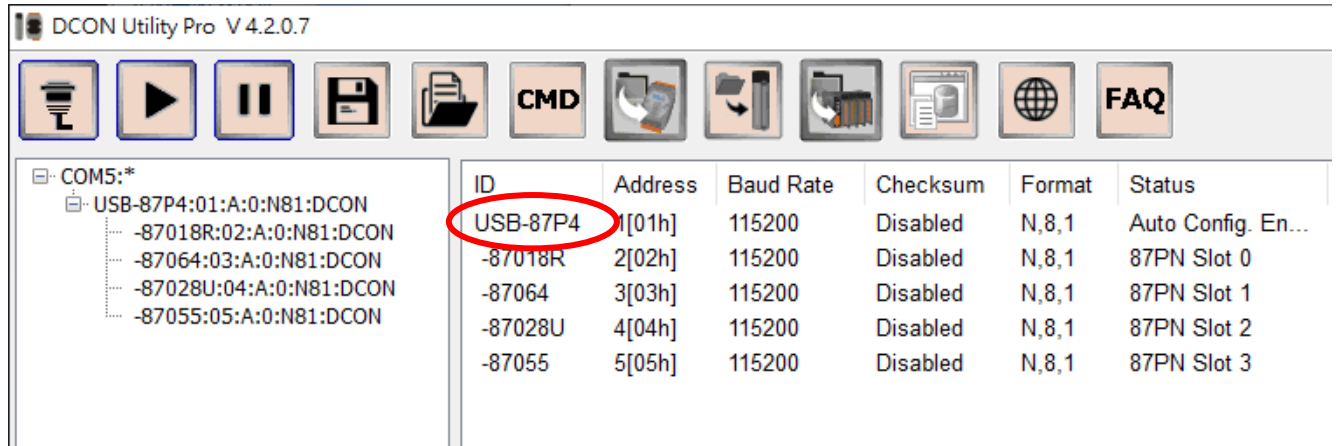 DCON Utility Pro V 4.2.0.7
CMD FAQ
COM5:*
USB-87P4:01:A:0:N81:DCON
-87018R:02:A:0:N81:DCON
-87064:03:A:0:N81:DCON
-87028U:04:A:0:N81:DCON
-87055:05:A:0:N81:DCON
ID Address Baud Rate Checksum Format Status
USB-87P4 1[01h] 115200 Disabled N,8,1 Auto Config. En...
-87018R 2[02h] 115200 Disabled N,8,1 87PN Slot 0
-87064 3[03h] 115200 Disabled N,8,1 87PN Slot 1
-87028U 4[04h] 115200 Disabled N,8,1 87PN Slot 2
-87055 5[05h] 115200 Disabled N,8,1 87PN Slot 3